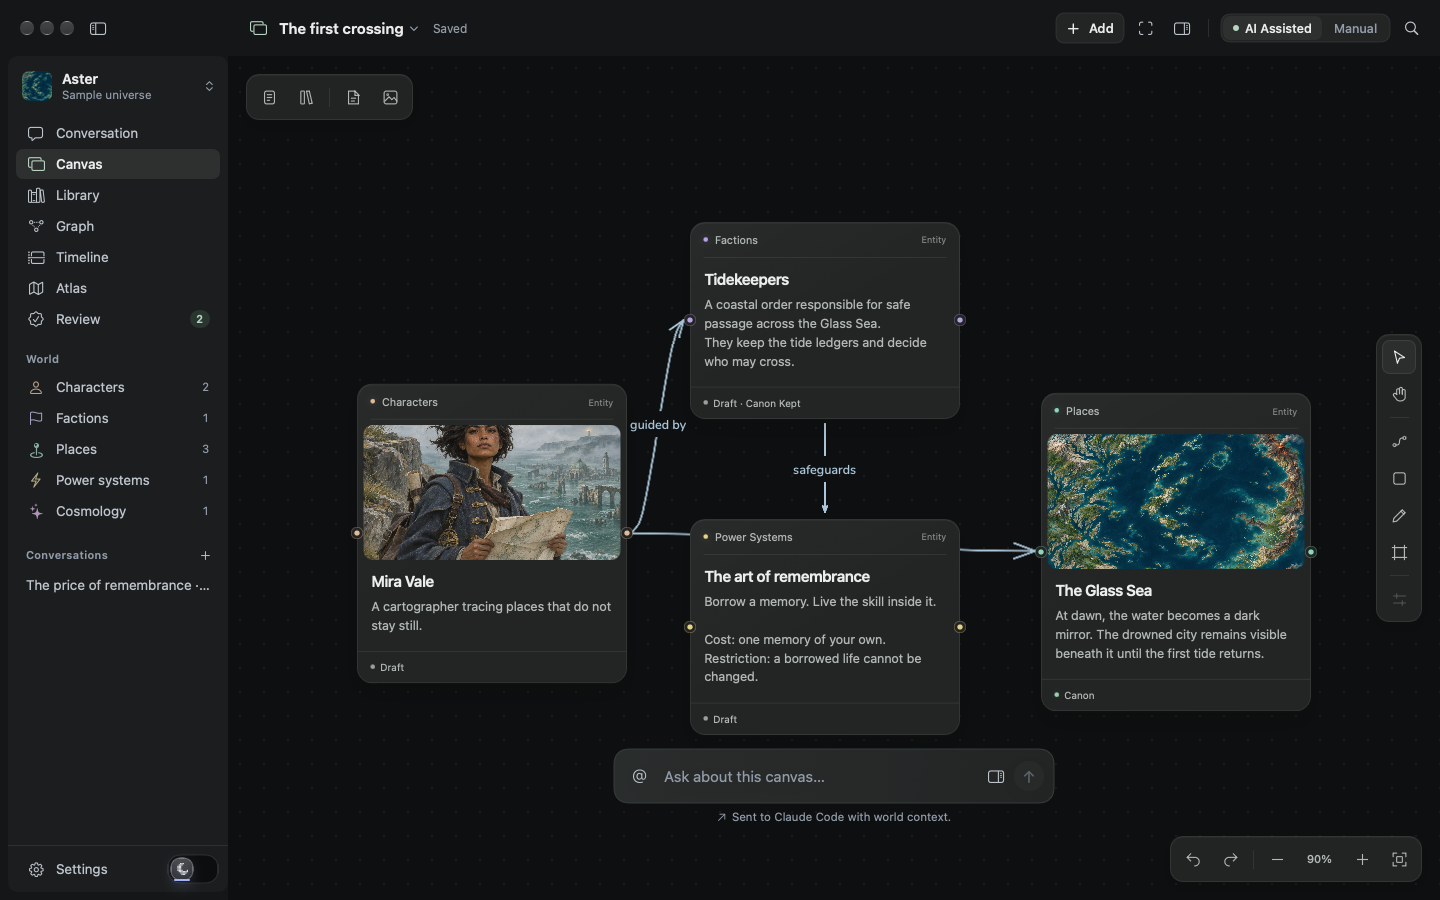 The first crossing
Saved
Add
AI Assisted
Manual
Aster
Sample universe
Conversation
Canvas
Library
Graph
Timeline
Atlas
Review
2
World
Characters
2
Factions
1
Places
3
Power systems
1
Cosmology
1
Conversations
The price of remembrance ·...
Settings
Factions
Entity
Tidekeepers
A coastal order responsible for safe
passage across the Glass Sea.
They keep the tide ledgers and decide
who may cross.
Draft · Canon Kept
Characters
Entity
Mira Vale
A cartographer tracing places that do not
stay still.
Draft
guided by
safeguards
Power Systems
Entity
The art of remembrance
Borrow a memory. Live the skill inside it.
Cost: one memory of your own.
Restriction: a borrowed life cannot be
changed.
Draft
Places
Entity
The Glass Sea
At dawn, the water becomes a dark
mirror. The drowned city remains visible
beneath it until the first tide returns.
Canon
@
Ask about this canvas...
Sent to Claude Code with world context.
90%